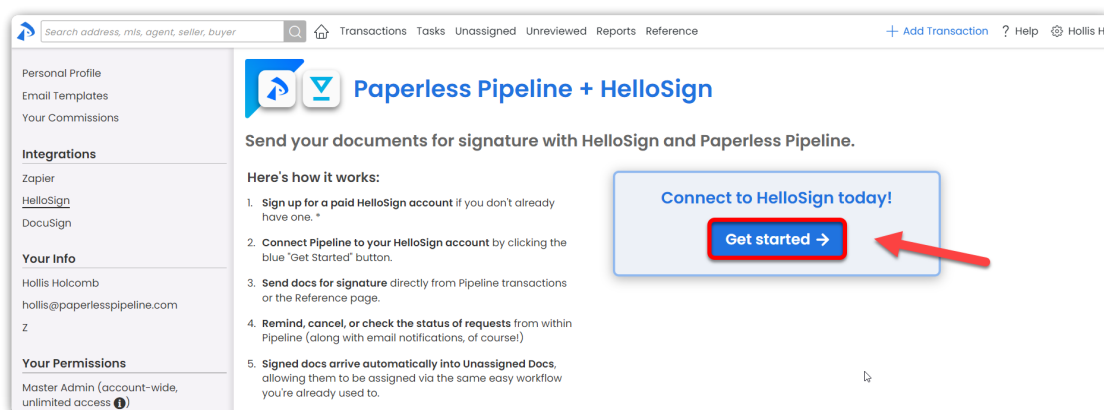 Search address, mls, agent, seller, buyer
Transactions Tasks Unassigned Unreviewed Reports Reference
+ Add Transaction ? Help Hollis H
Personal Profile
Email Templates
Your Commissions
Integrations
Zapier
HelloSign
DocuSign
Your Info
Hollis Holcomb
hollis@paperlesspipeline.com
Z
Your Permissions
Master Admin (account-wide,
unlimited access i)
Paperless Pipeline + HelloSign
Send your documents for signature with HelloSign and Paperless Pipeline.
Here's how it works:
1. Sign up for a paid HelloSign account if you don't already
have one. *
2. Connect Pipeline to your HelloSign account by clicking the
blue "Get Started" button.
3. Send docs for signature directly from Pipeline transactions
or the Reference page.
4. Remind, cancel, or check the status of requests from within
Pipeline (along with email notifications, of course!)
5. Signed docs arrive automatically into Unassigned Docs,
allowing them to be assigned via the same easy workflow
you're already used to.
Connect to HelloSign today!
Get started →